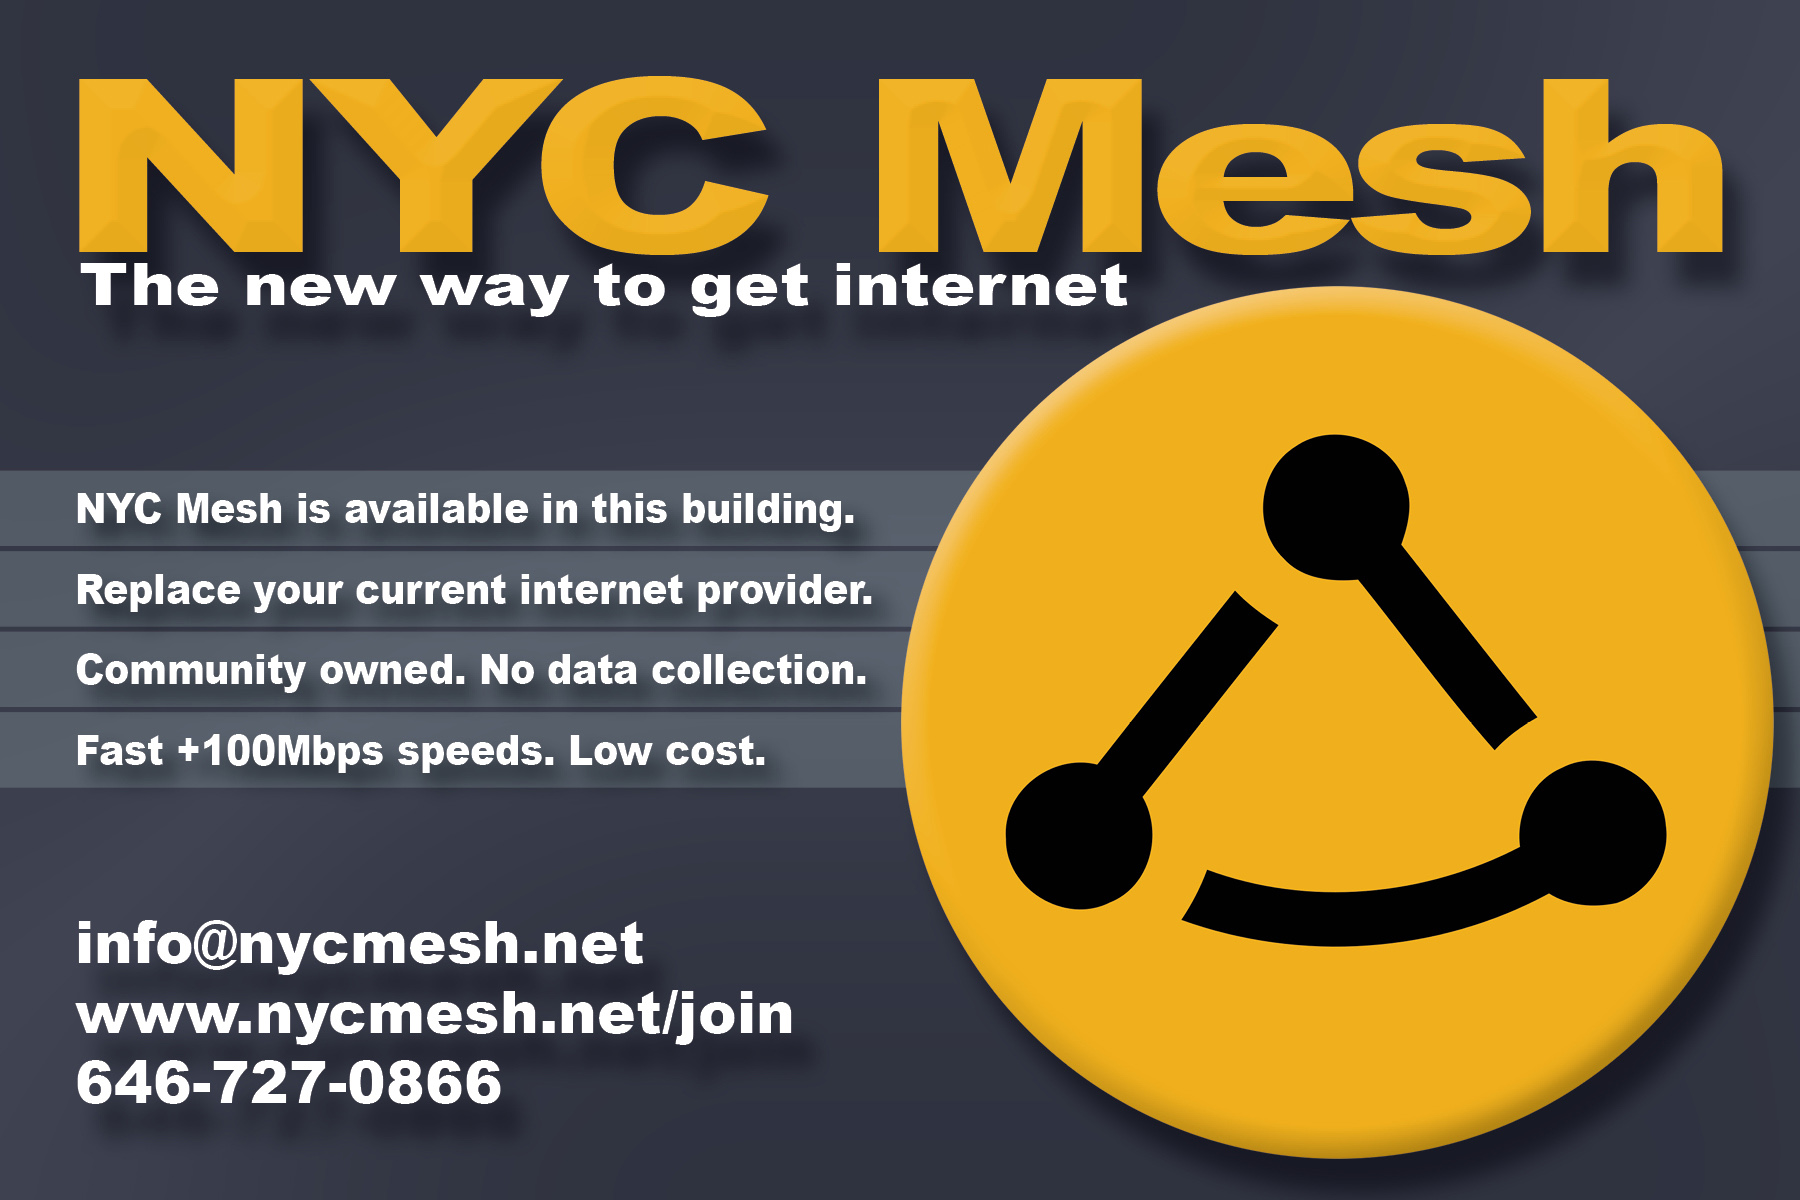 NYC Mesh
The new way to get internet
NYC Mesh is available in this building.
Replace your current internet provider.
Community owned. No data collection.
Fast +100Mbps speeds. Low cost.
info@nycmesh.net
www.nycmesh.net/join
646-727-0866